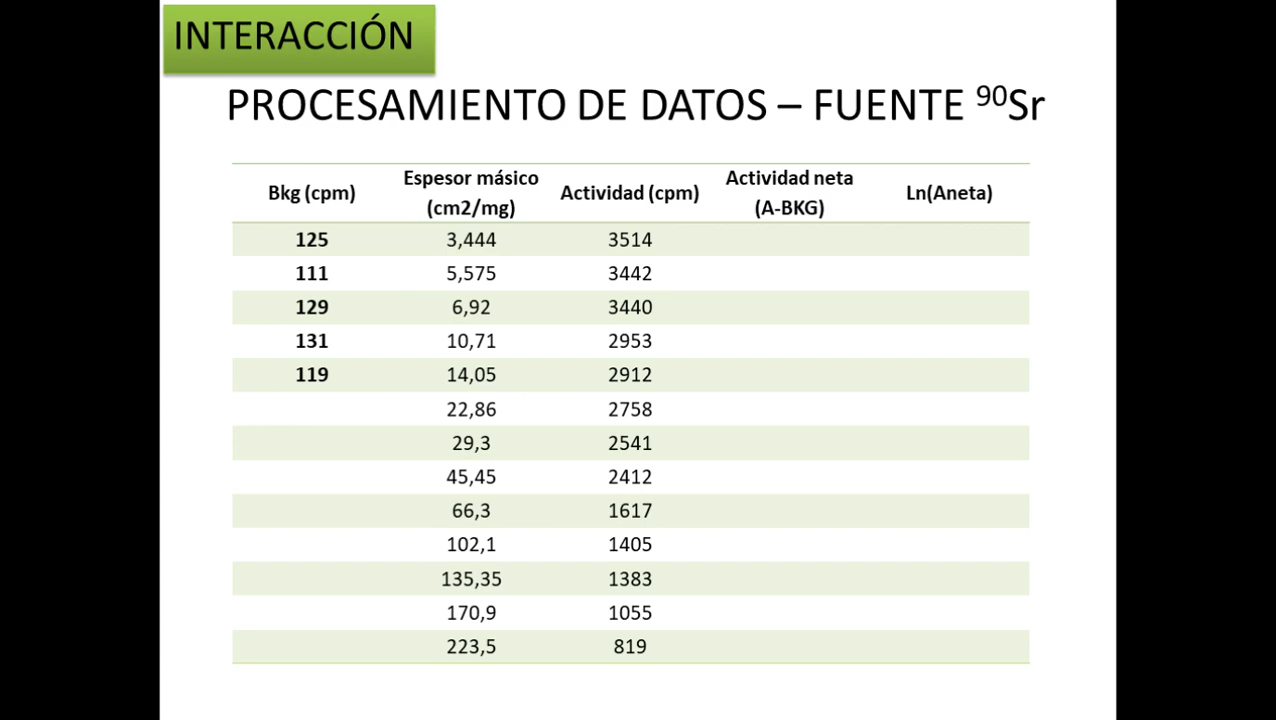 INTERACCIÓN
PROCESAMIENTO DE DATOS – FUENTE ⁹⁰Sr
Bkg (cpm) Espesor másico (cm2/mg) Actividad (cpm) Actividad neta (A-BKG) Ln(Aneta)
125 3,444 3514
111 5,575 3442
129 6,92 3440
131 10,71 2953
119 14,05 2912
22,86 2758
29,3 2541
45,45 2412
66,3 1617
102,1 1405
135,35 1383
170,9 1055
223,5 819